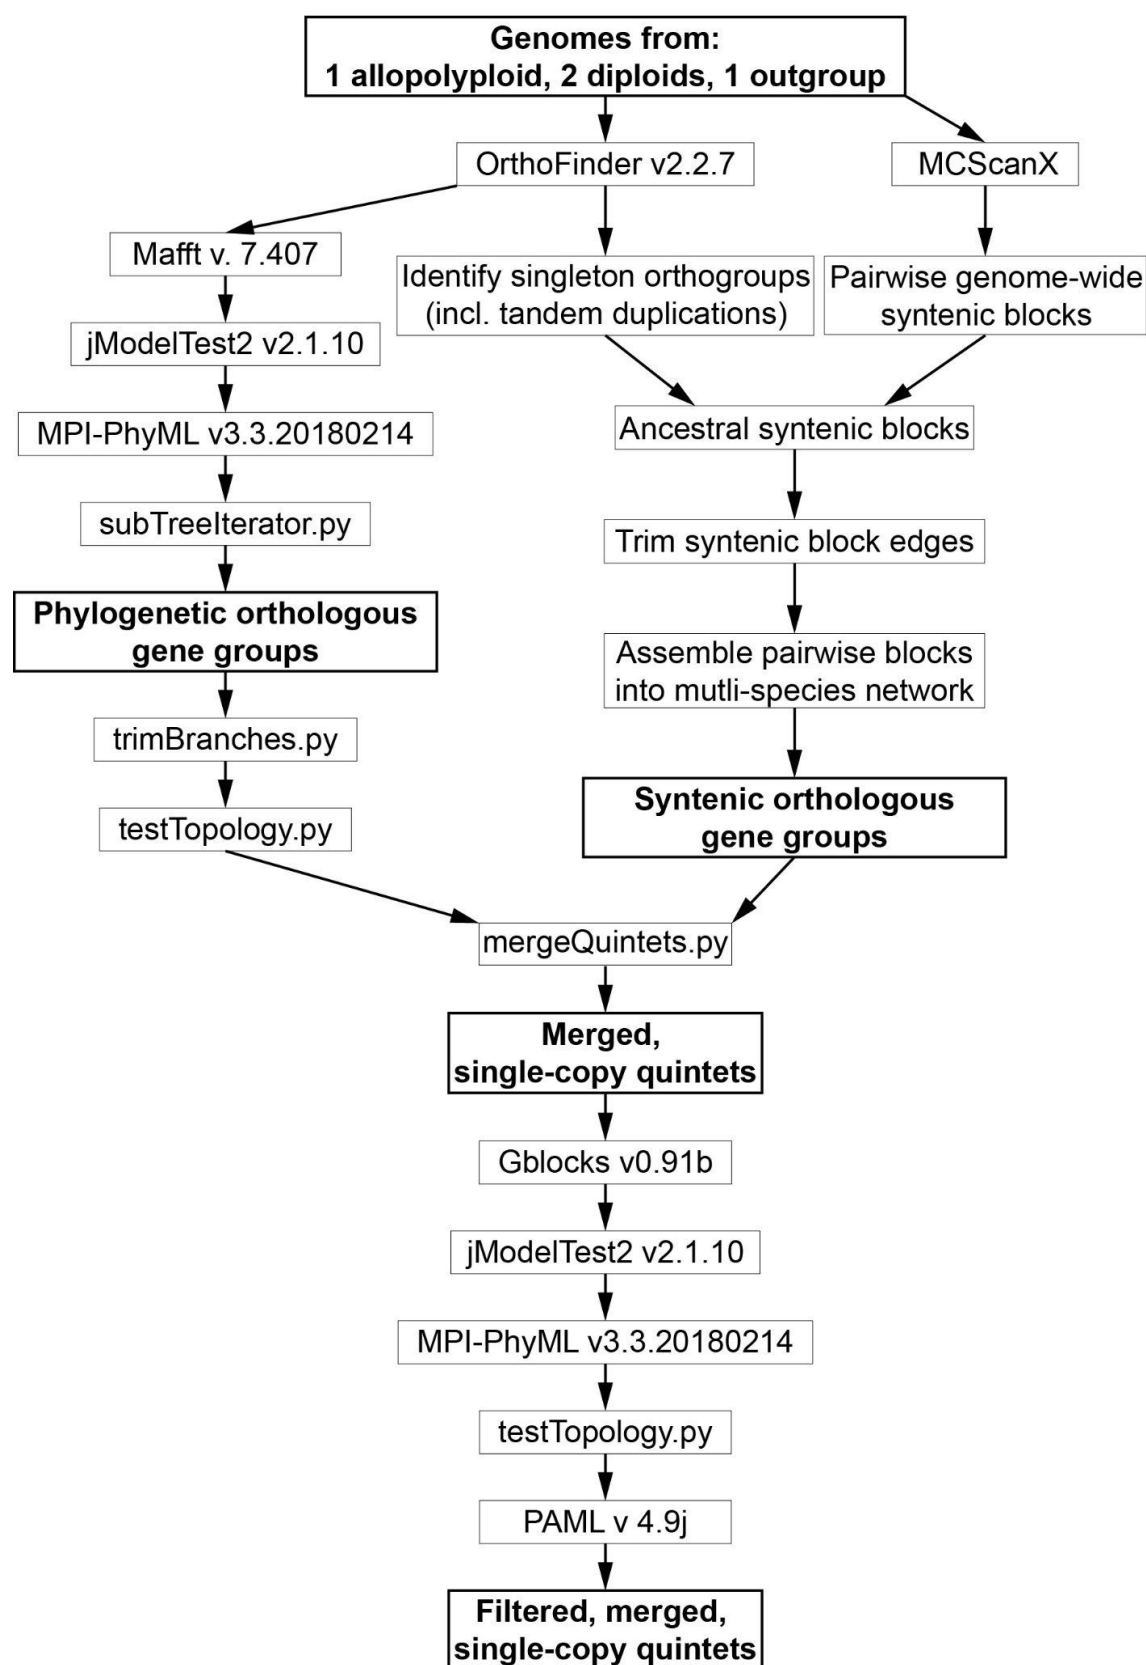 Genomes from:
1 allopolyploid, 2 diploids, 1 outgroup
OrthoFinder v2.2.7
MCScanX
Mafft v. 7.407
Identify singleton orthogroups
(incl. tandem duplications)
Pairwise genome-wide
syntenic blocks
jModelTest2 v2.1.10
MPI-PhyML v3.3.20180214
Ancestral syntenic blocks
subTreeIterator.py
Trim syntenic block edges
Phylogenetic orthologous
gene groups
Assemble pairwise blocks
into mutli-species network
trimBranches.py
Syntenic orthologous
gene groups
testTopology.py
mergeQuintets.py
Merged,
single-copy quintets
Gblocks v0.91b
jModelTest2 v2.1.10
MPI-PhyML v3.3.20180214
testTopology.py
PAML v 4.9j
Filtered, merged,
single-copy quintets